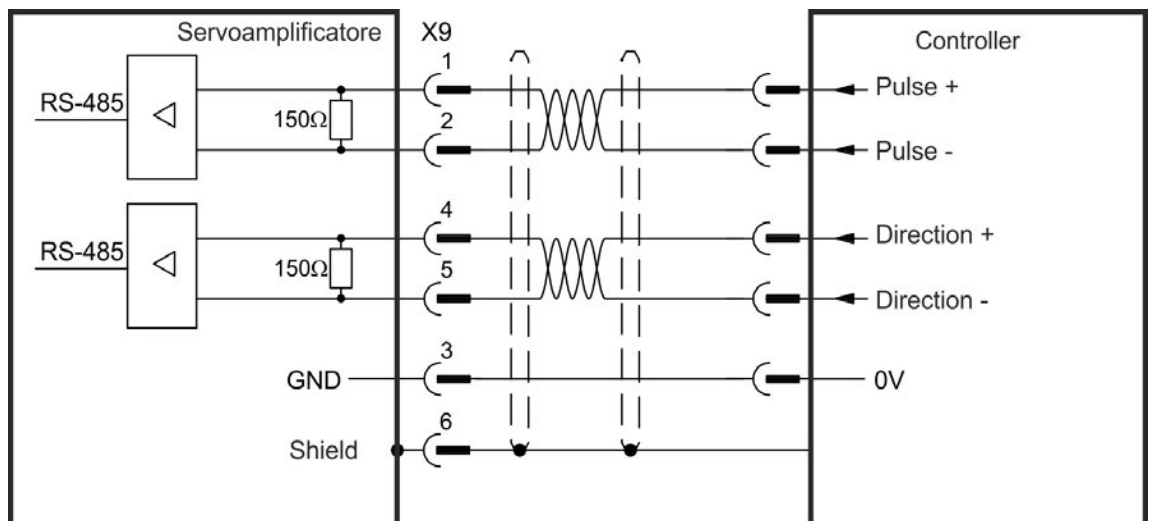 Servoamplificatore
X9
Controller
1
Pulse +
RS-485
150Ω
2
Pulse -
4
Direction +
RS-485
150Ω
5
Direction -
3
GND
0V
6
Shield